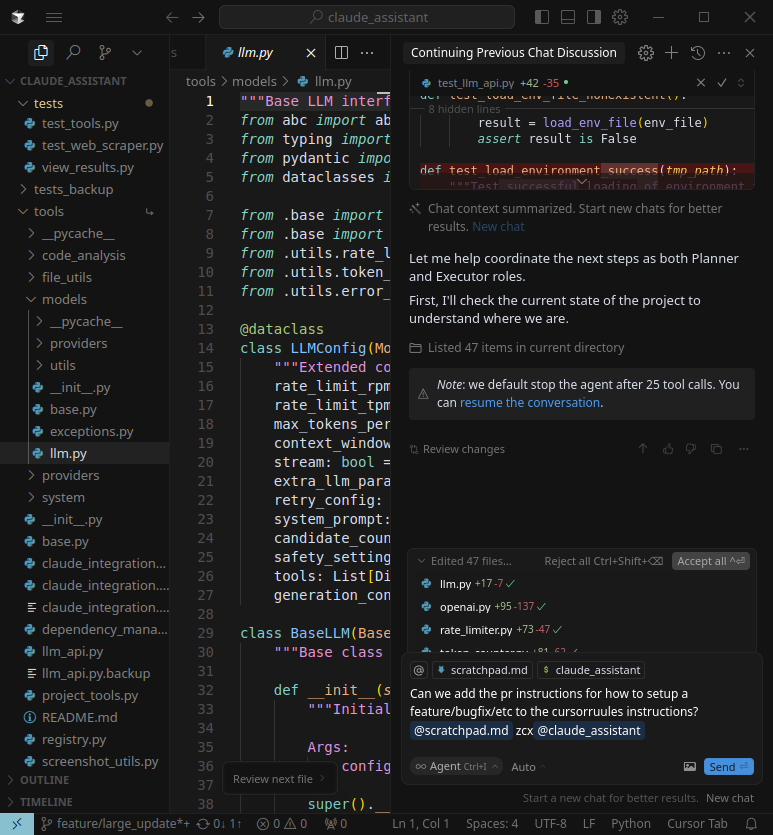 claude_assistant
CLAUDE_ASSISTANT
tests
test_tools.py
test_web_scraper.py
view_results.py
tests_backup
tools
__pycache__
code_analysis
file_utils
models
__pycache__
providers
utils
__init__.py
base.py
exceptions.py
llm.py
providers
system
__init__.py
base.py
claude_integration...
claude_integration...
claude_integration....
dependency_mana...
llm_api.py
llm_api.py.backup
project_tools.py
README.md
registry.py
screenshot_utils.py
OUTLINE
TIMELINE
s
llm.py
tools > models > llm.py
1 """Base LLM interf
2 from abc import ab
3 from typing import
4 from pydantic impo
5 from dataclasses i
6
7 from .base import
8 from .base import
9 from .utils.rate_l
10 from .utils.token_
11 from .utils.error_
12
13 @dataclass
14 class LLMConfig(Mo
15 """Extended co
16 rate_limit_rpm
17 rate_limit_tpm
18 max_tokens_per
19 context_window
20 stream: bool =
21 extra_llm_para
22 retry_config:
23 system_prompt:
24 candidate_coun
25 safety_setting
26 tools: List[Di
27 generation_con
28
29 class BaseLLM(Base
30 """Base class
31
32 def __init__(s
33 """Initial
34
35 Args:
36 config
37
38 super().__
Review next file
Continuing Previous Chat Discussion
test_llm_api.py +42 -35
def test_load_env_file_nonexistent():
8 hidden lines
result = load_env_file(env_file)
assert result is False
def test_load_environment_success(tmp_path):
"""Test successful loading of environment
Chat context summarized. Start new chats for better
results. New chat
Let me help coordinate the next steps as both Planner
and Executor roles.
First, I'll check the current state of the project to
understand where we are.
Listed 47 items in current directory
Note: we default stop the agent after 25 tool calls. You
can resume the conversation.
Review changes
Edited 47 files... Reject all Ctrl+Shift+⌫ Accept all ^⏎
llm.py +17 -7
openai.py +95 -137
rate_limiter.py +73 -47
token_counter.py +81 -62
@ scratchpad.md $ claude_assistant
Can we add the pr instructions for how to setup a
feature/bugfix/etc to the cursorruules instructions?
@scratchpad.md zcx @claude_assistant
∞ Agent Ctrl+I Auto Send ⏎
Start a new chat for better results. New chat
feature/large_update*+ 0↓ 1↑ 0 0 0 Ln 1, Col 1 Spaces: 4 UTF-8 LF Python Cursor Tab